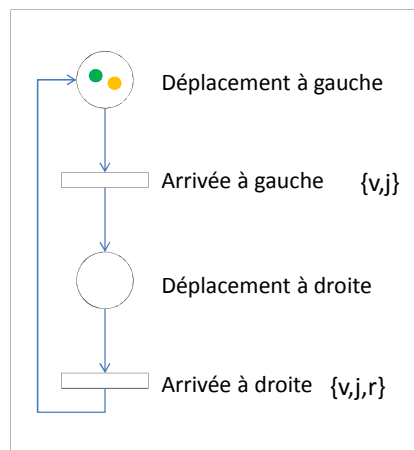 Déplacement à gauche
Arrivée à gauche {v,j}
Déplacement à droite
Arrivée à droite {v,j,r}